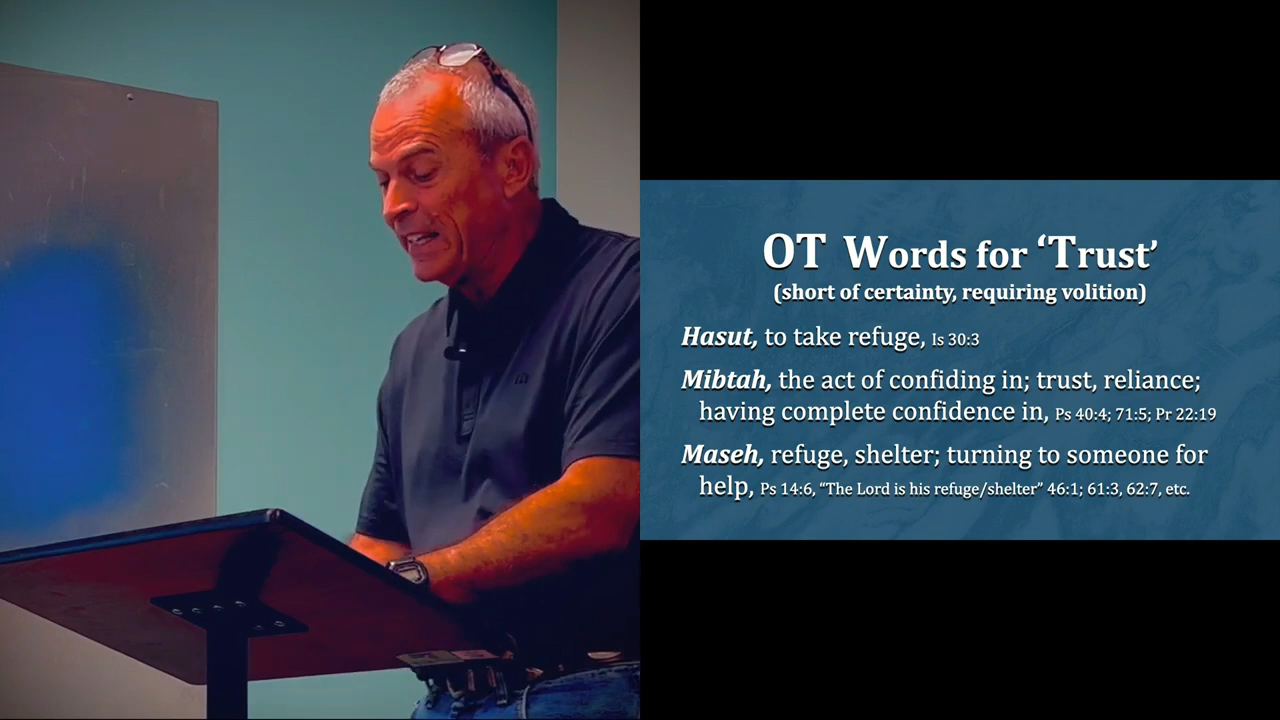 OT Words for ‘Trust’
(short of certainty, requiring volition)
Hasut, to take refuge, Is 30:3
Mibtah, the act of confiding in; trust, reliance;
having complete confidence in, Ps 40:4; 71:5; Pr 22:19
Maseh, refuge, shelter; turning to someone for
help, Ps 14:6, “The Lord is his refuge/shelter” 46:1; 61:3, 62:7, etc.